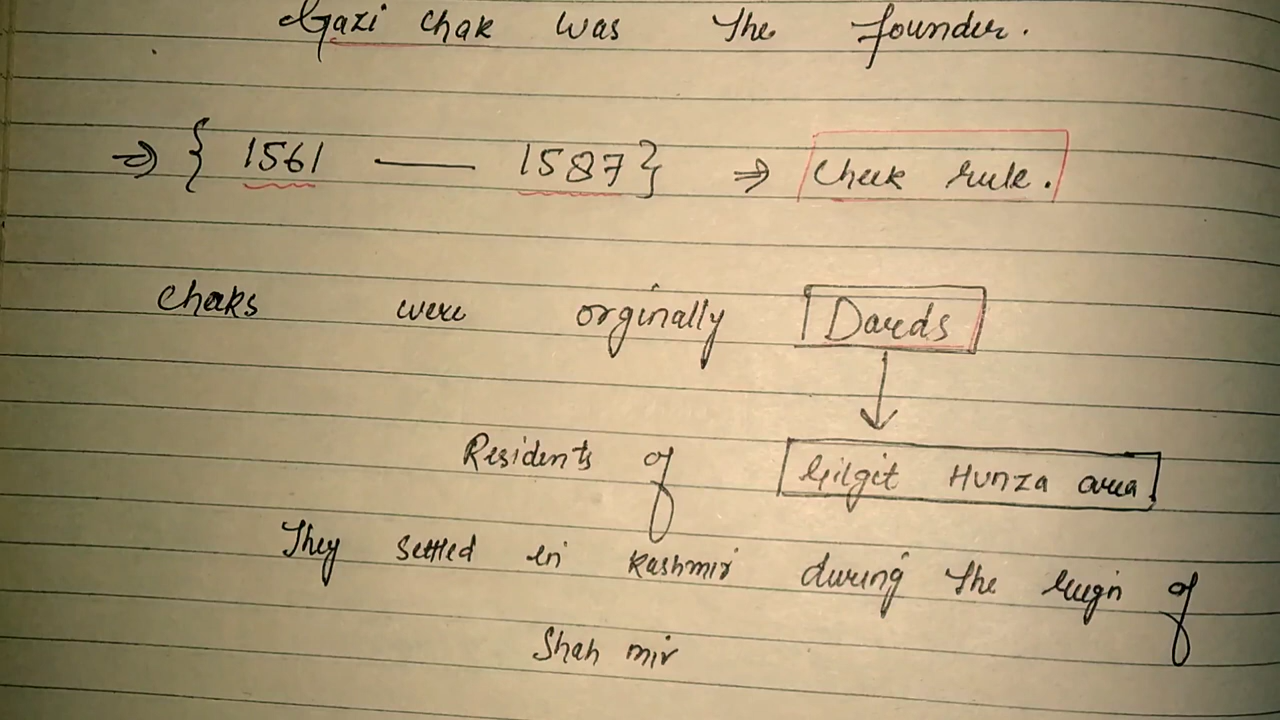 Gazi Chak was the founder.
⇒ { 1561 — 1587 } ⇒ Chak rule.
Chaks were orginally Dards
↓
Residents of Gilgit Hunza area.
They settled in Kashmir during the reign of
Shah mir